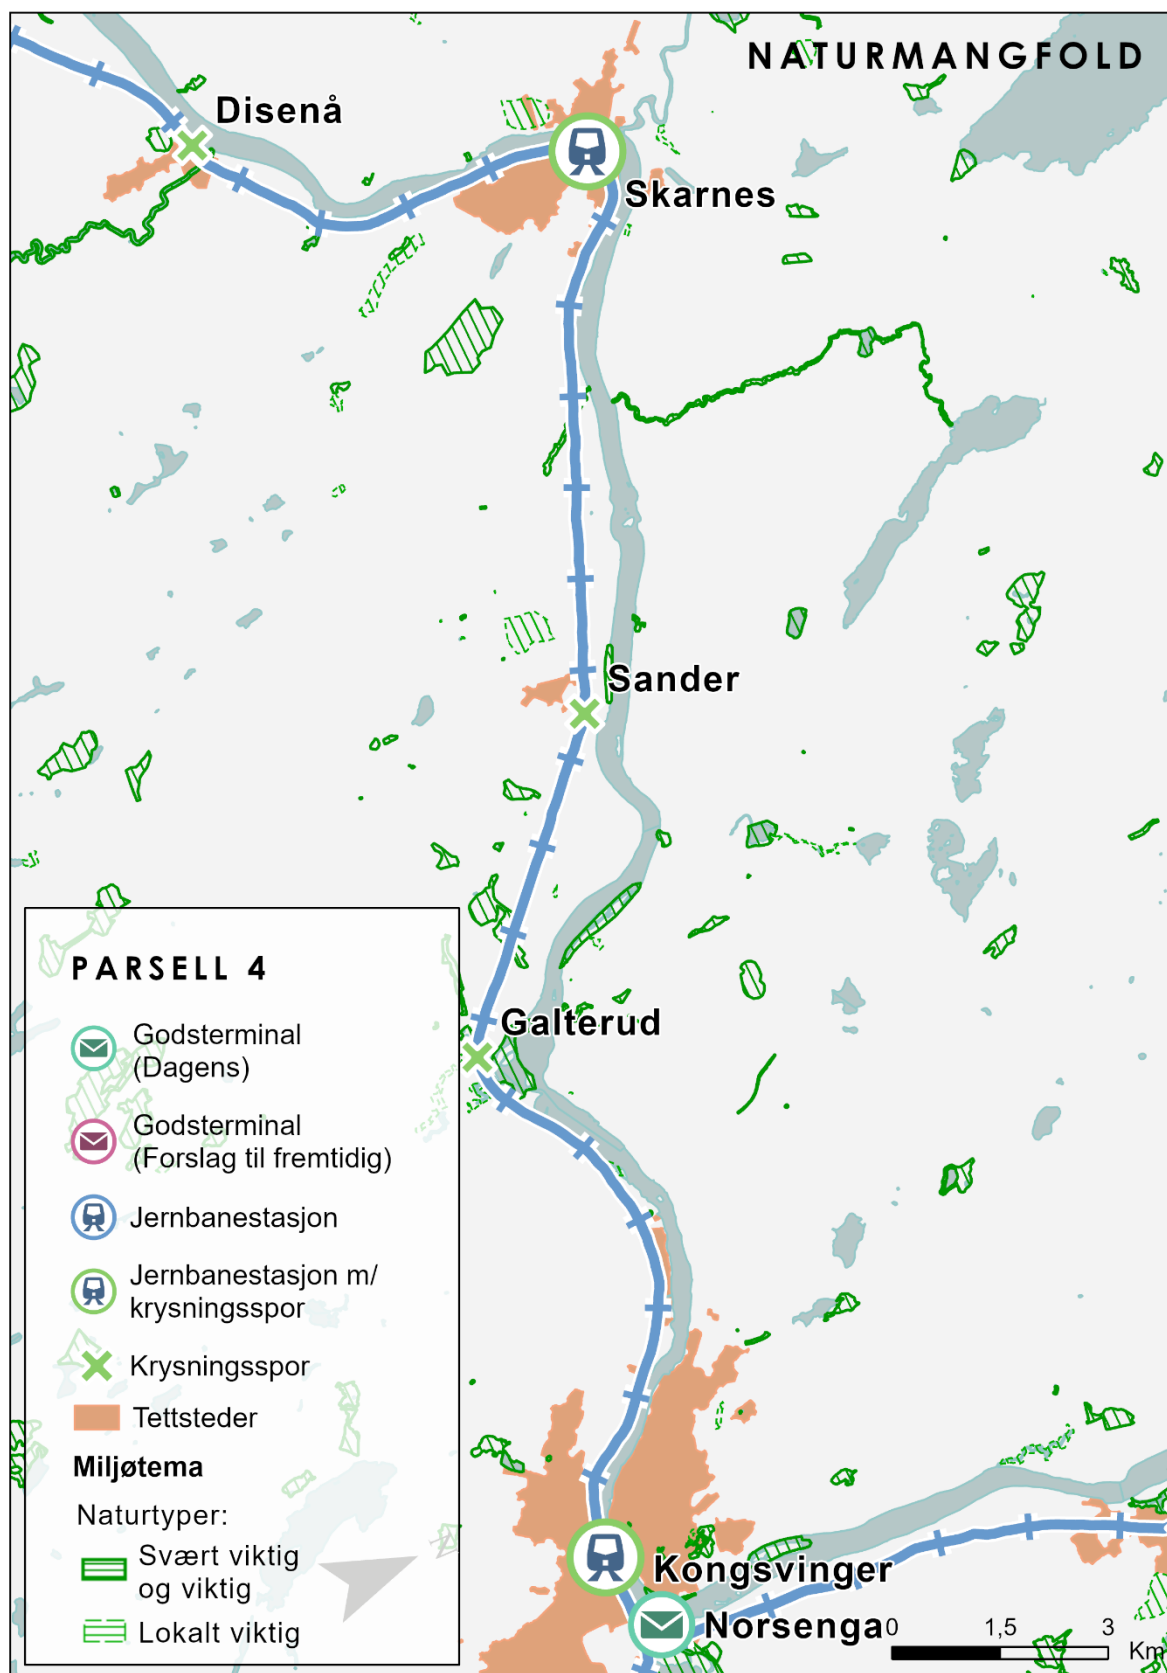 NATURMANGFOLD
Disenå
Skarnes
Sander
Galterud
Kongsvinger
Norsenga
PARSELL 4
Godsterminal
(Dagens)
Godsterminal
(Forslag til fremtidig)
Jernbanestasjon
Jernbanestasjon m/
krysningsspor
Krysningsspor
Tettsteder
Miljøtema
Naturtyper:
Svært viktig
og viktig
Lokalt viktig
0 1,5 3
Km